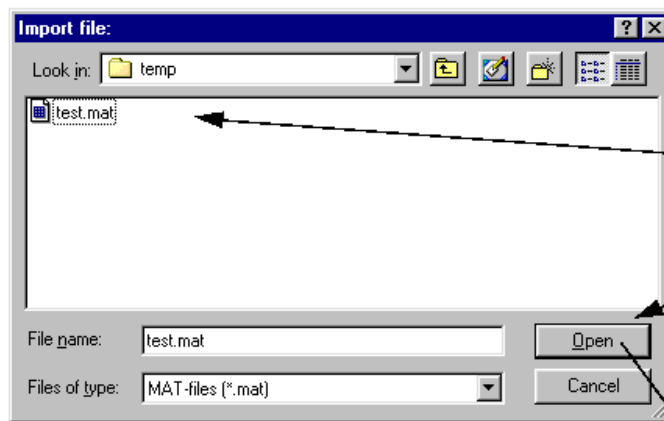 Import file:
Look in: temp
test.mat
File name: test.mat Open
Files of type: MAT-files (*.mat) Cancel